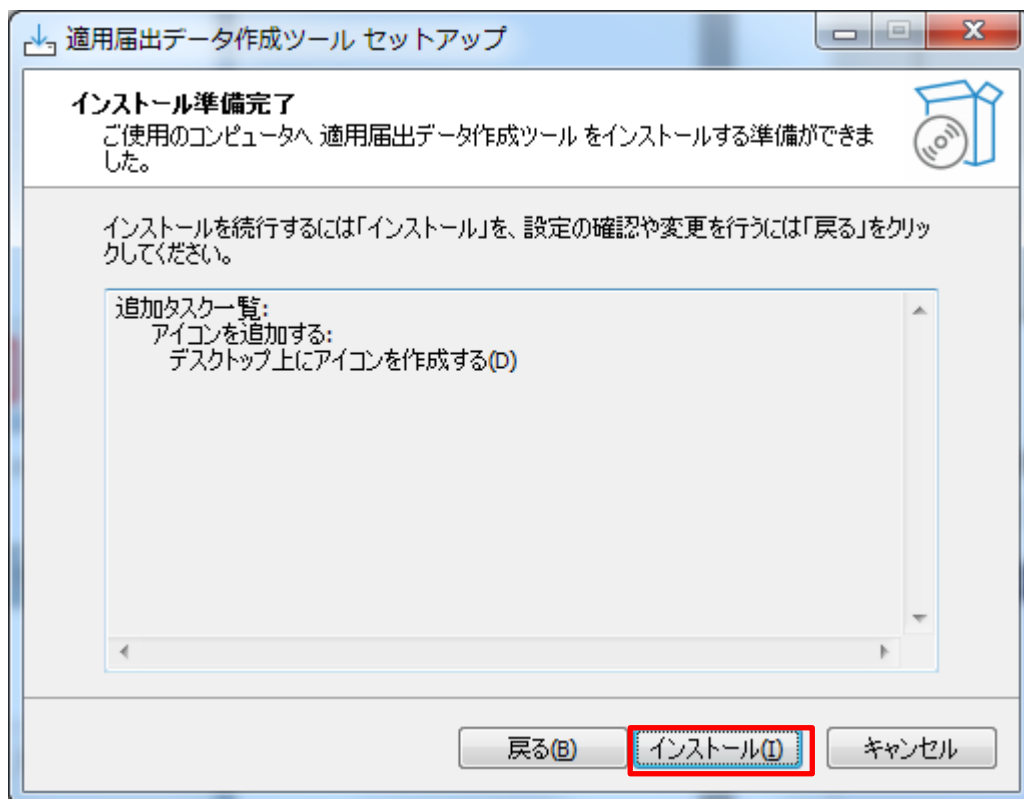 適用届出データ作成ツール セットアップ
インストール準備完了
ご使用のコンピュータへ 適用届出データ作成ツール をインストールする準備ができま
した。
インストールを続行するには「インストール」を、設定の確認や変更を行うには「戻る」をクリッ
クしてください。
追加タスク一覧:
アイコンを追加する:
デスクトップ上にアイコンを作成する(D)
戻る(B)
インストール(I)
キャンセル